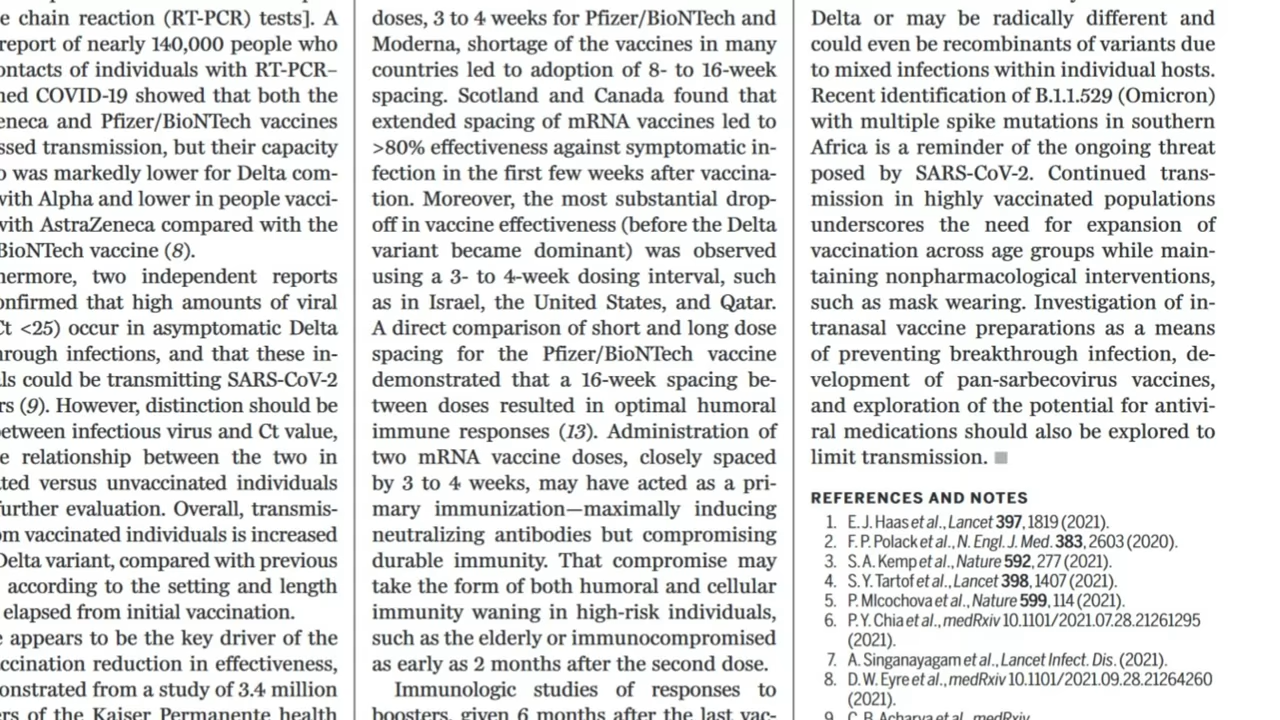 e chain reaction (RT-PCR) tests]. A
report of nearly 140,000 people who
ontacts of individuals with RT-PCR–
ned COVID-19 showed that both the
eneca and Pfizer/BioNTech vaccines
ssed transmission, but their capacity
o was markedly lower for Delta com-
with Alpha and lower in people vacci-
with AstraZeneca compared with the
BioNTech vaccine (8).
hermore, two independent reports
onfirmed that high amounts of viral
Ct <25) occur in asymptomatic Delta
hrough infections, and that these in-
ls could be transmitting SARS-CoV-2
rs (9). However, distinction should be
between infectious virus and Ct value,
e relationship between the two in
ted versus unvaccinated individuals
further evaluation. Overall, transmis-
om vaccinated individuals is increased
Delta variant, compared with previous
according to the setting and length
elapsed from initial vaccination.
e appears to be the key driver of the
ccination reduction in effectiveness,
onstrated from a study of 3.4 million
ers of the Kaiser Permanente health
doses, 3 to 4 weeks for Pfizer/BioNTech and
Moderna, shortage of the vaccines in many
countries led to adoption of 8- to 16-week
spacing. Scotland and Canada found that
extended spacing of mRNA vaccines led to
>80% effectiveness against symptomatic in-
fection in the first few weeks after vaccina-
tion. Moreover, the most substantial drop-
off in vaccine effectiveness (before the Delta
variant became dominant) was observed
using a 3- to 4-week dosing interval, such
as in Israel, the United States, and Qatar.
A direct comparison of short and long dose
spacing for the Pfizer/BioNTech vaccine
demonstrated that a 16-week spacing be-
tween doses resulted in optimal humoral
immune responses (13). Administration of
two mRNA vaccine doses, closely spaced
by 3 to 4 weeks, may have acted as a pri-
mary immunization—maximally inducing
neutralizing antibodies but compromising
durable immunity. That compromise may
take the form of both humoral and cellular
immunity waning in high-risk individuals,
such as the elderly or immunocompromised
as early as 2 months after the second dose.
Immunologic studies of responses to
boosters, given 6 months after the last vac-
Delta or may be radically different and
could even be recombinants of variants due
to mixed infections within individual hosts.
Recent identification of B.1.1.529 (Omicron)
with multiple spike mutations in southern
Africa is a reminder of the ongoing threat
posed by SARS-CoV-2. Continued trans-
mission in highly vaccinated populations
underscores the need for expansion of
vaccination across age groups while main-
taining nonpharmacological interventions,
such as mask wearing. Investigation of in-
tranasal vaccine preparations as a means
of preventing breakthrough infection, de-
velopment of pan-sarbecovirus vaccines,
and exploration of the potential for antivi-
ral medications should also be explored to
limit transmission. ■
REFERENCES AND NOTES
1. E. J. Haas et al., Lancet 397, 1819 (2021).
2. F. P. Polack et al., N. Engl. J. Med. 383, 2603 (2020).
3. S. A. Kemp et al., Nature 592, 277 (2021).
4. S. Y. Tartof et al., Lancet 398, 1407 (2021).
5. P. Mlcochova et al., Nature 599, 114 (2021).
6. P. Y. Chia et al., medRxiv 10.1101/2021.07.28.21261295
(2021).
7. A. Singanayagam et al., Lancet Infect. Dis. (2021).
8. D. W. Eyre et al., medRxiv 10.1101/2021.09.28.21264260
(2021).
9. C. B. Acharya et al., medRxiv